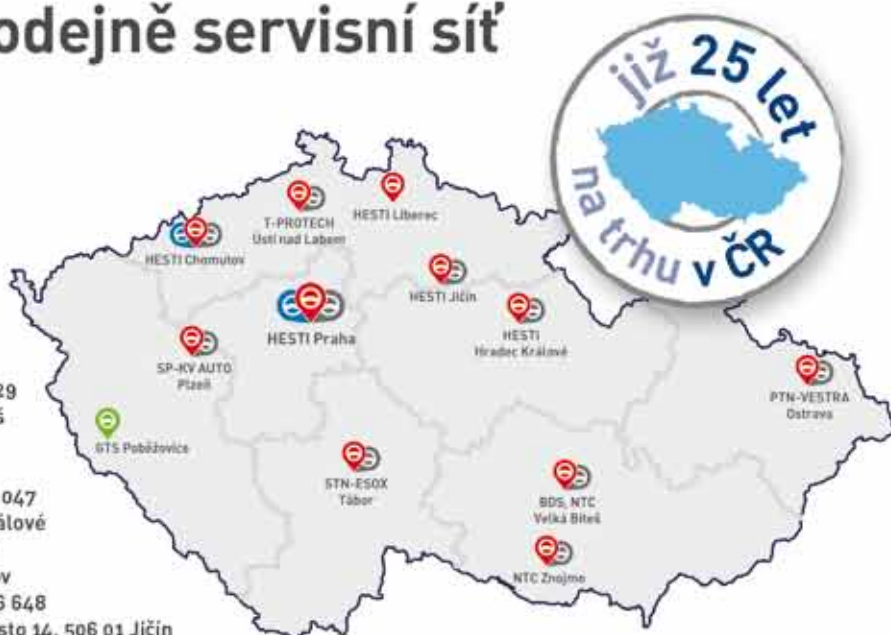 odejně servisní síť
již 25 let
na trhu v ČR
T-PROTECH
Ústí nad Labem
HESTI Liberec
HESTI Chomutov
HESTI Jičín
HESTI Praha
HESTI
Hradec Králové
SP-KV AUTO
Plzeň
PTN-VESTRA
Ostrava
29
GTS Poběžovice
STN-ESOX
Tábor
BDS, NTC
Velká Bíteš
047
álové
NTC Znojmo
ov
6 648
sto 14, 506 01 Jičín